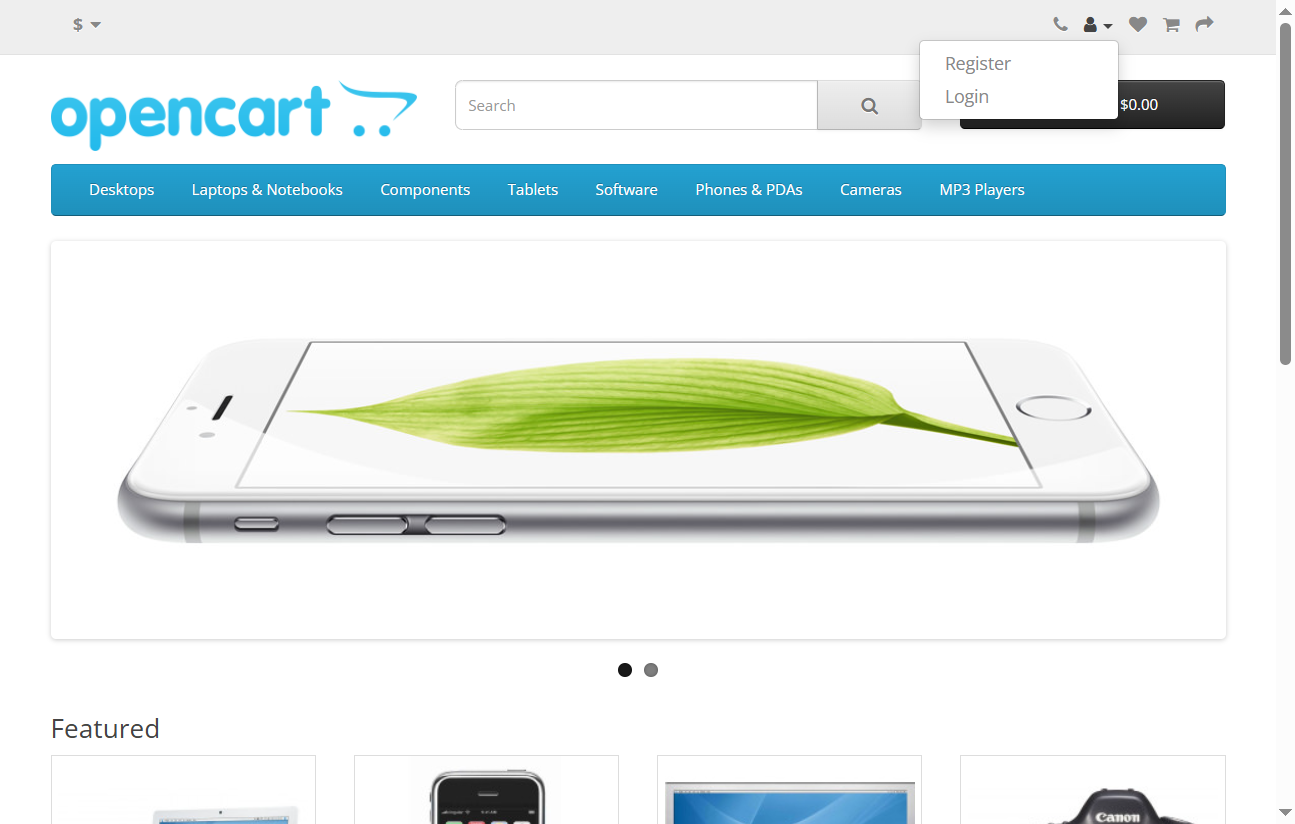 $
Register
Login
opencart
Search
$0.00
Desktops
Laptops & Notebooks
Components
Tablets
Software
Phones & PDAs
Cameras
MP3 Players
Featured
Canon